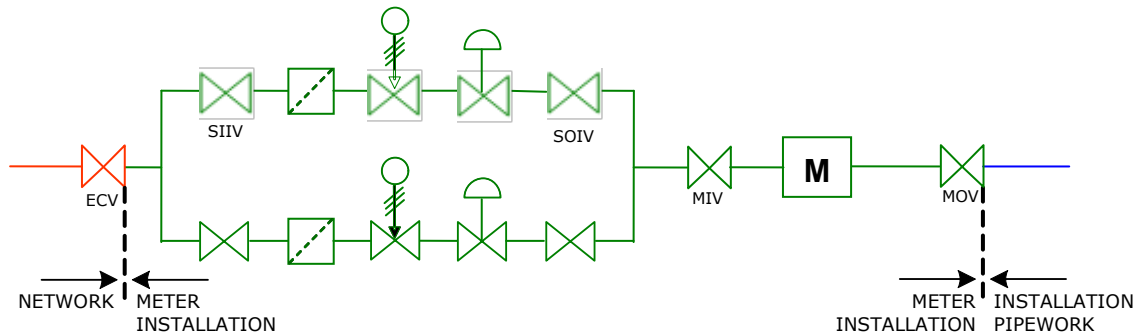 SIIV
SOIV
ECV
MIV
M
MOV
NETWORK
METER
INSTALLATION
METER
INSTALLATION
INSTALLATION
PIPEWORK